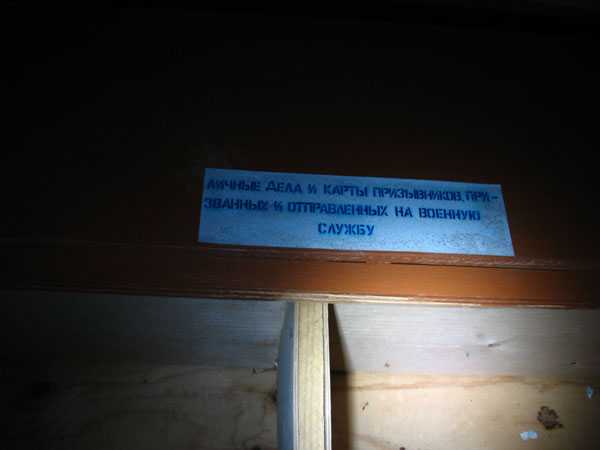 ЛИЧНЫЕ ДЕЛА И КАРТЫ ПРИЗЫВНИКОВ, ПРИ-
ЗВАННЫХ И ОТПРАВЛЕННЫХ НА ВОЕННУЮ
СЛУЖБУ